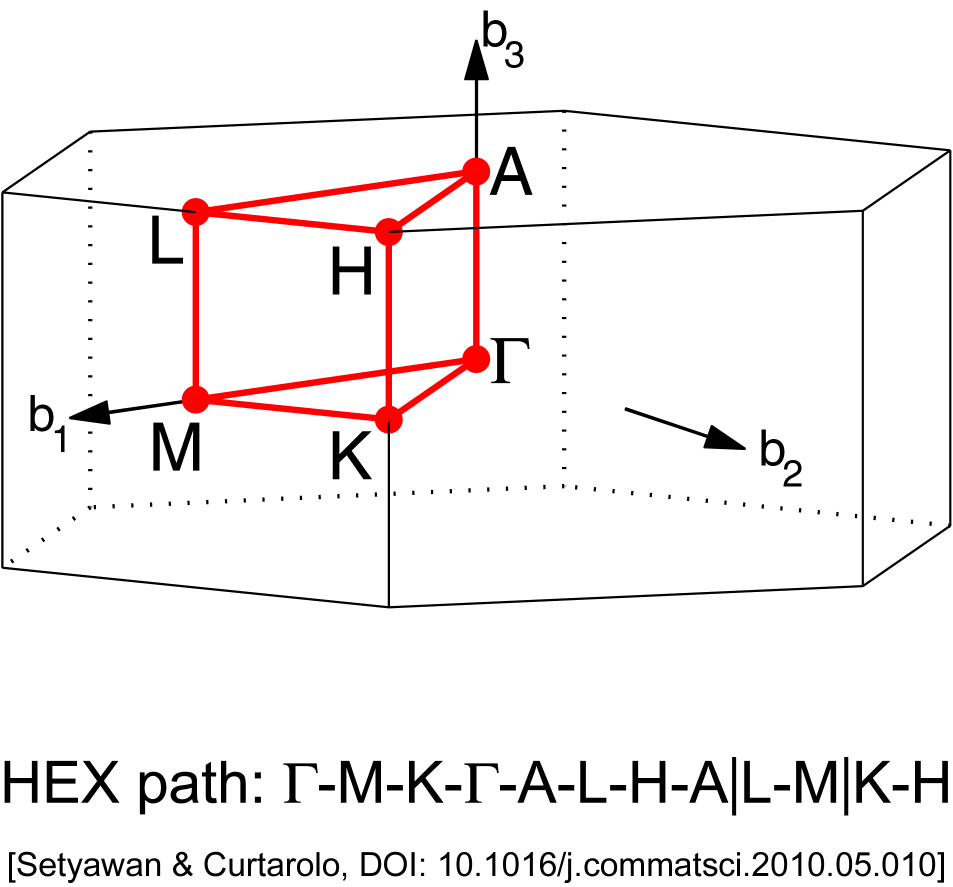 b3
A
L
H
Γ
b1
M
K
b2
HEX path: Γ-M-K-Γ-A-L-H-A|L-M|K-H
[Setyawan & Curtarolo, DOI: 10.1016/j.commatsci.2010.05.010]